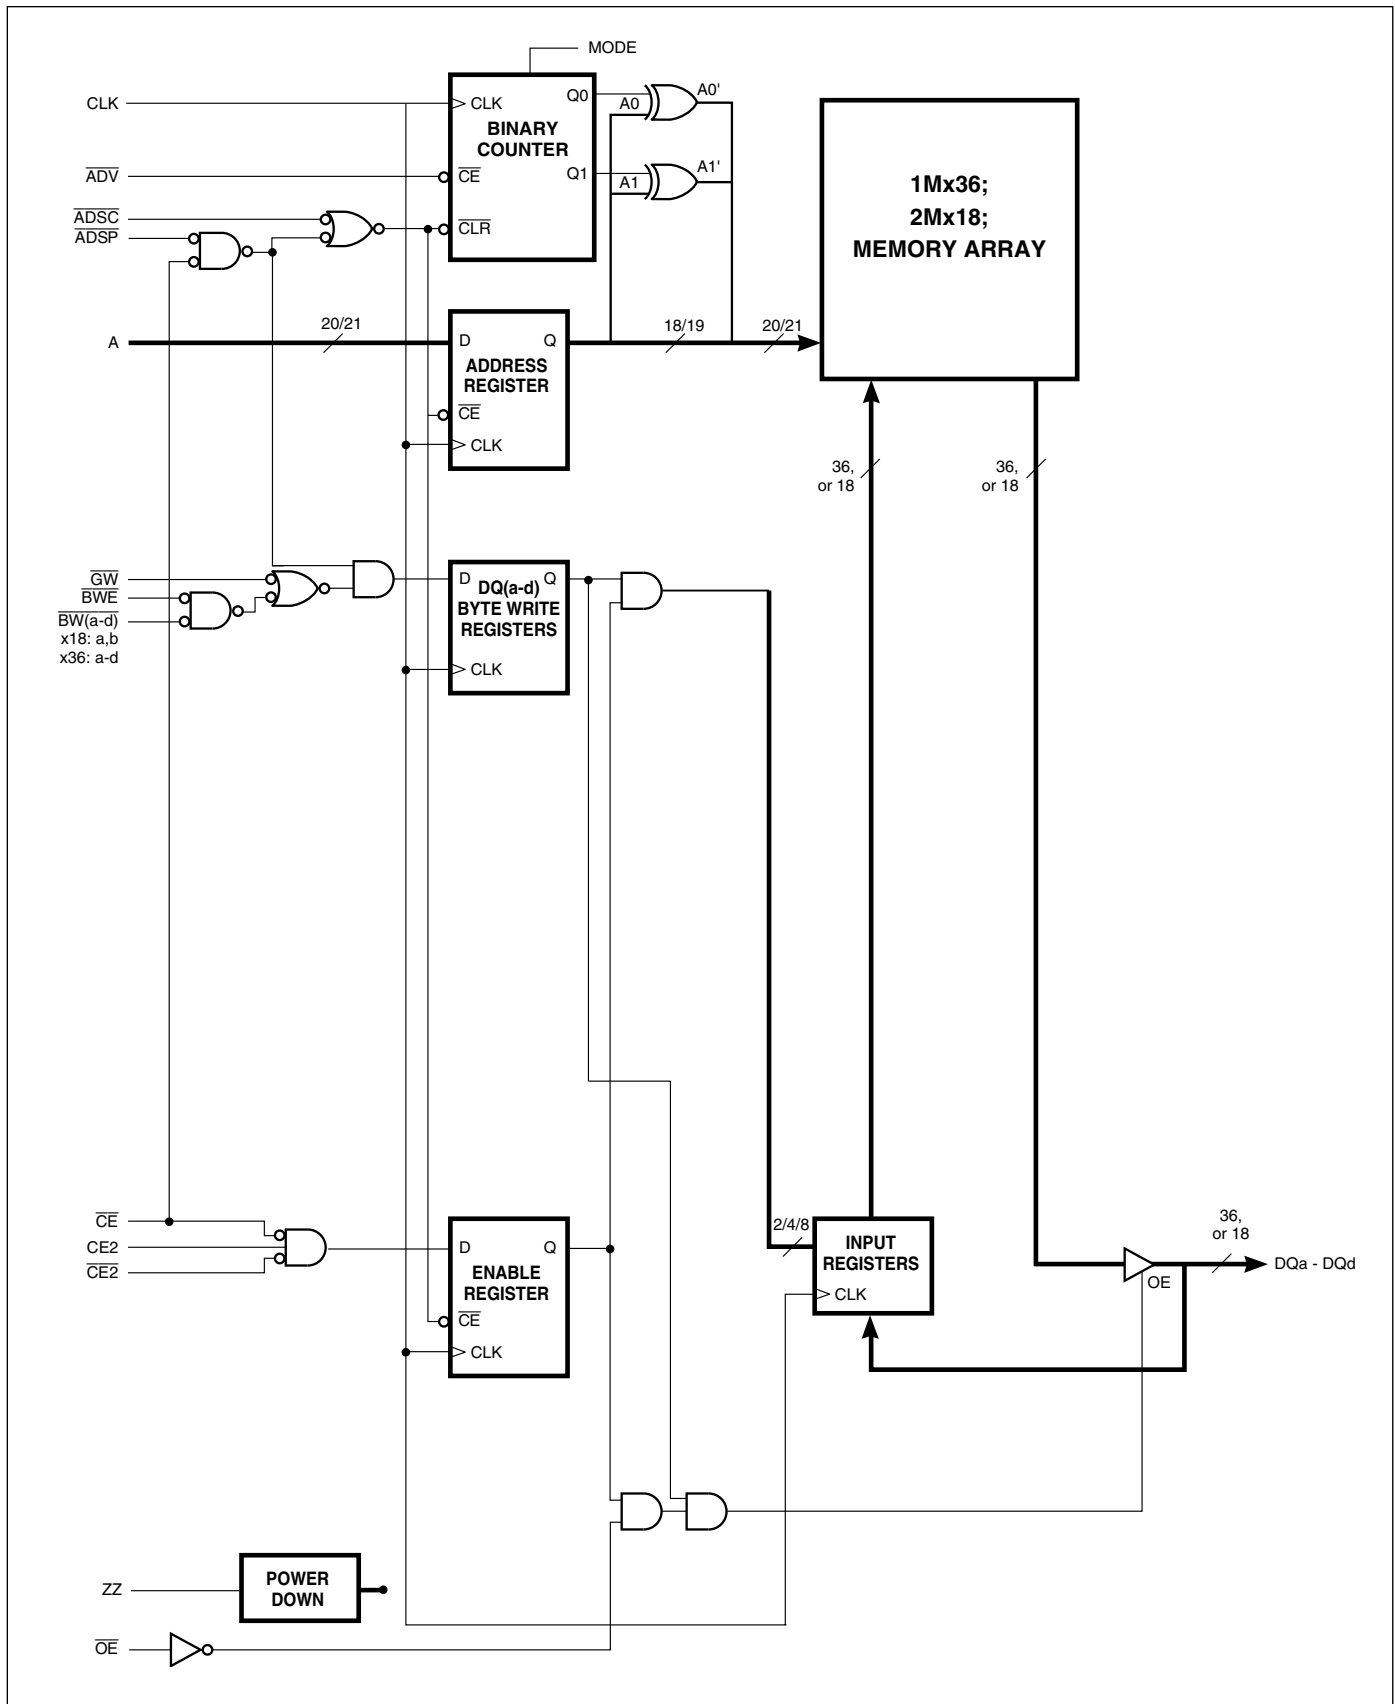 MODE
CLK
CLK
Q0
A0
A0'
BINARY
COUNTER
ADV
CE
Q1
A1
A1'
ADSC
ADSP
CLR
1Mx36;
2Mx18;
MEMORY ARRAY
A
20/21
D
Q
18/19
20/21
ADDRESS
REGISTER
CE
CLK
36,
or 18
36,
or 18
GW
BWE
BW(a-d)
x18: a,b
x36: a-d
D
Q
DQ(a-d)
BYTE WRITE
REGISTERS
CLK
CE
CE2
CE2
D
Q
ENABLE
REGISTER
CE
CLK
2/4/8
INPUT
REGISTERS
CLK
36,
or 18
OE
DQa - DQd
ZZ
POWER
DOWN
OE